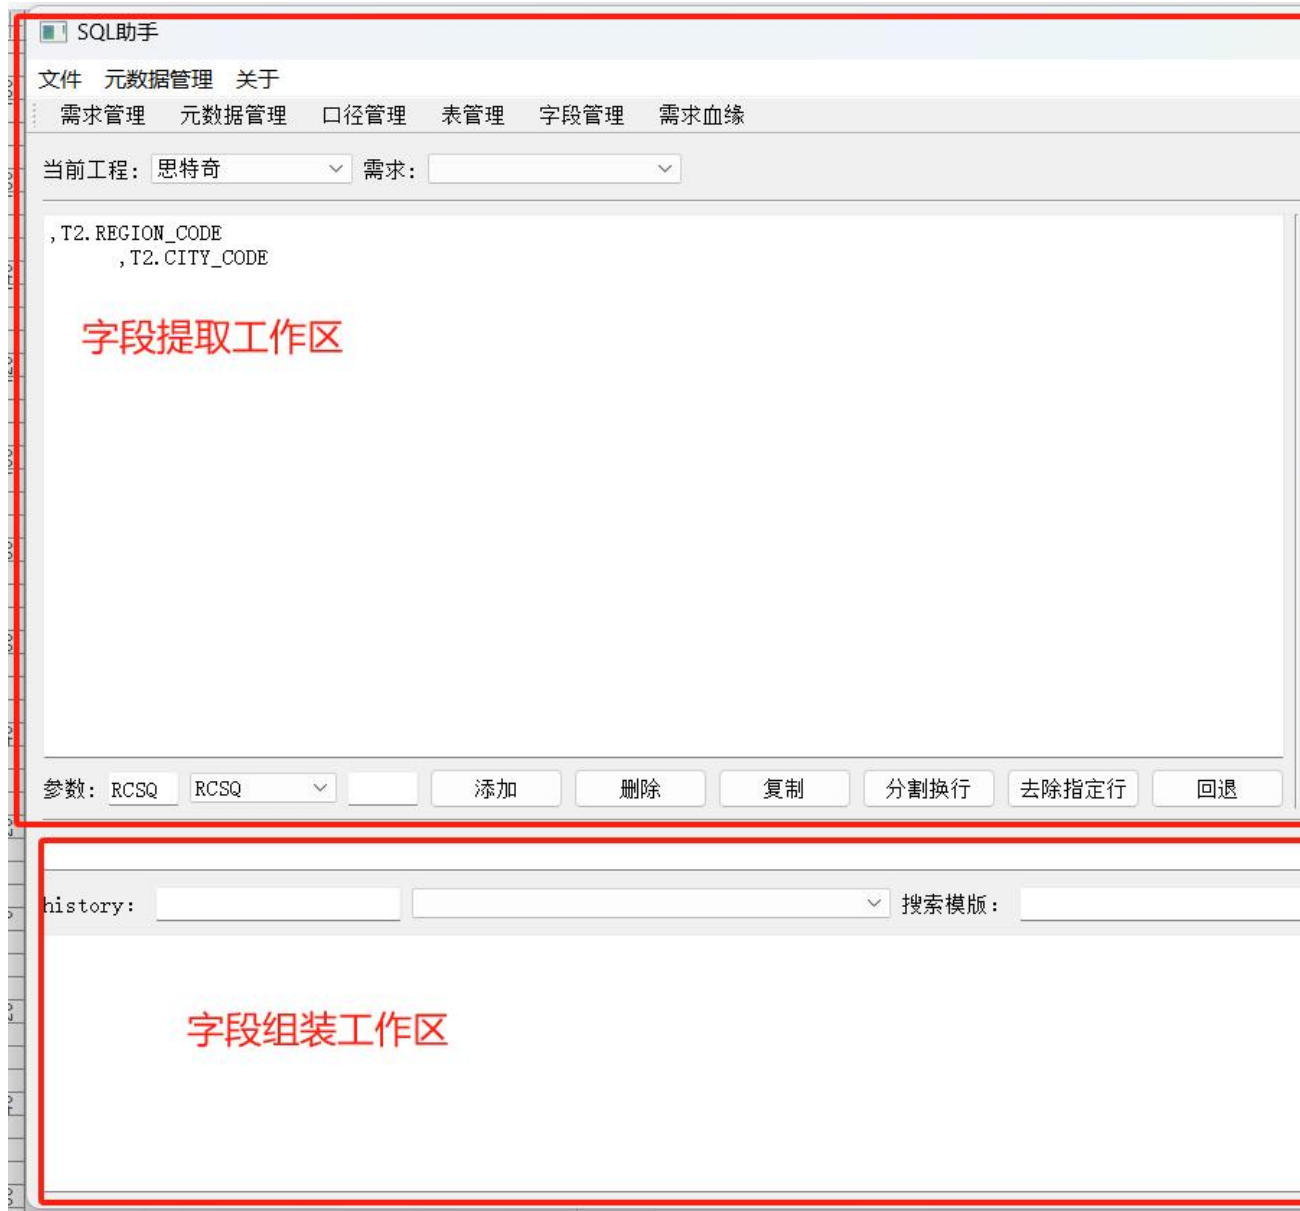 SQL助手
文件 元数据管理 关于
需求管理 元数据管理 口径管理 表管理 字段管理 需求血缘
当前工程: 思特奇 需求:
,T2.REGION_CODE
,T2.CITY_CODE
字段提取工作区
参数: RCSQ RCSQ 添加 删除 复制 分割换行 去除指定行 回退
history: 搜索模版:
字段组装工作区